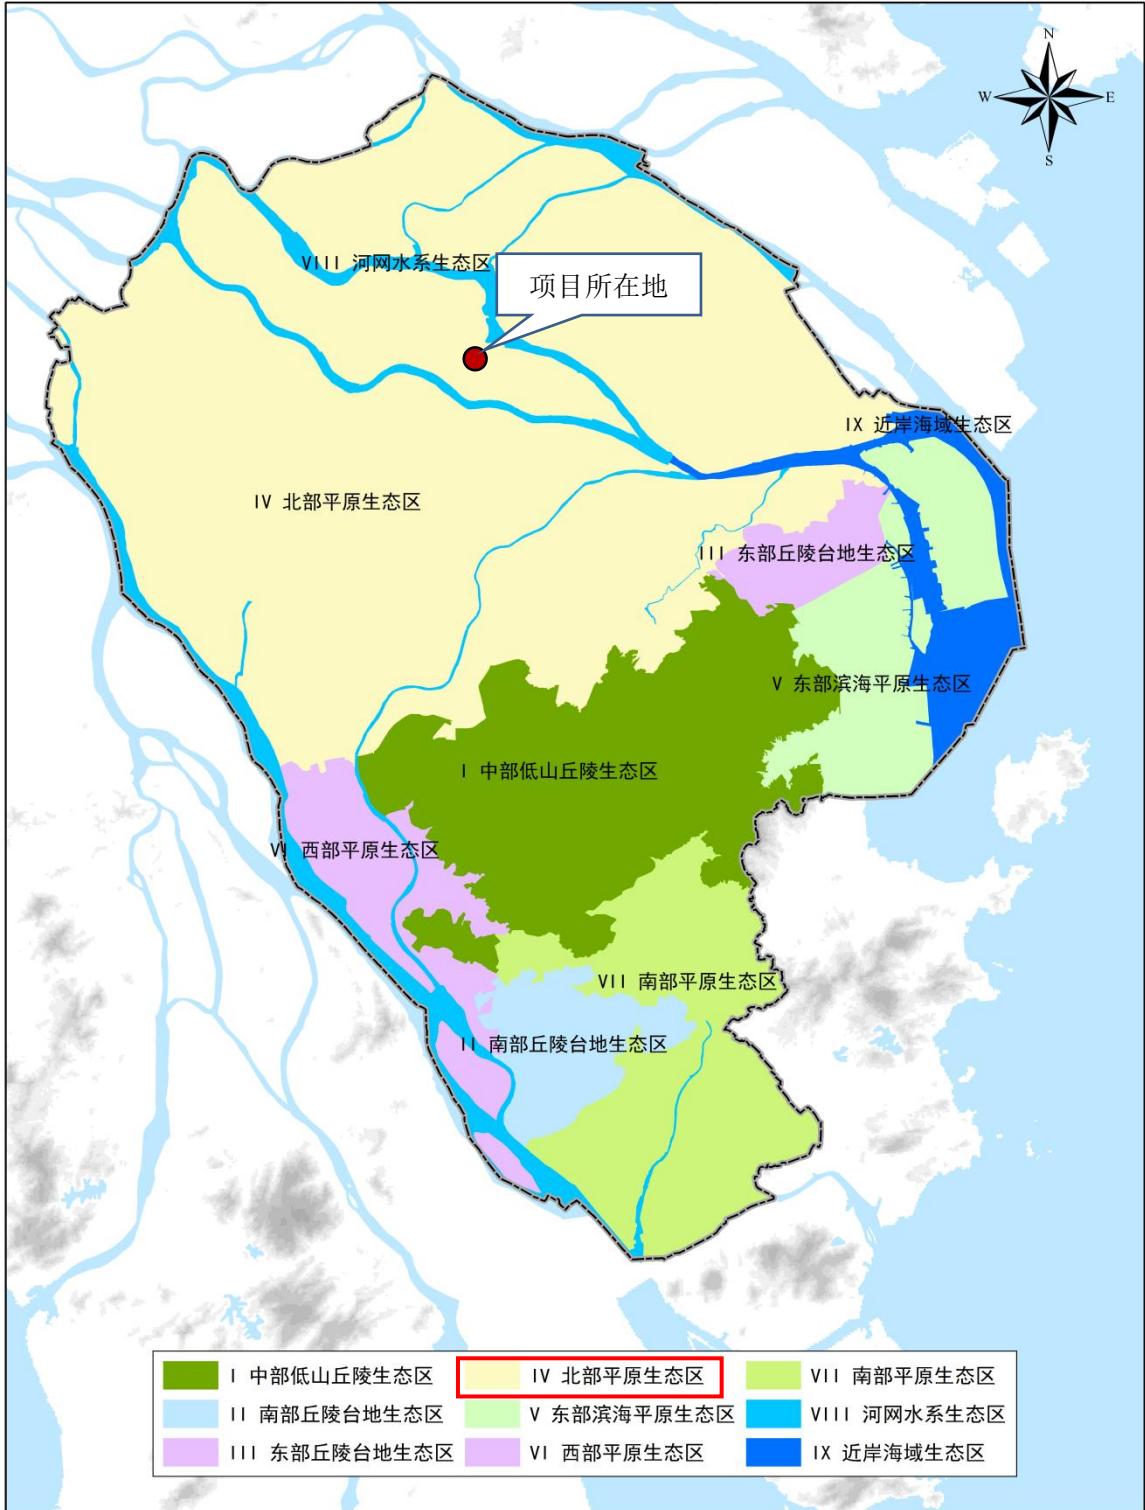 N
W
E
S
VIII 河网水系生态区
项目所在地
IX 近岸海域生态区
IV 北部平原生态区
III 东部丘陵台地生态区
V 东部滨海平原生态区
I 中部低山丘陵生态区
VI 西部平原生态区
VII 南部平原生态区
II 南部丘陵台地生态区
I 中部低山丘陵生态区
IV 北部平原生态区
VII 南部平原生态区
II 南部丘陵台地生态区
V 东部滨海平原生态区
VIII 河网水系生态区
III 东部丘陵台地生态区
VI 西部平原生态区
IX 近岸海域生态区